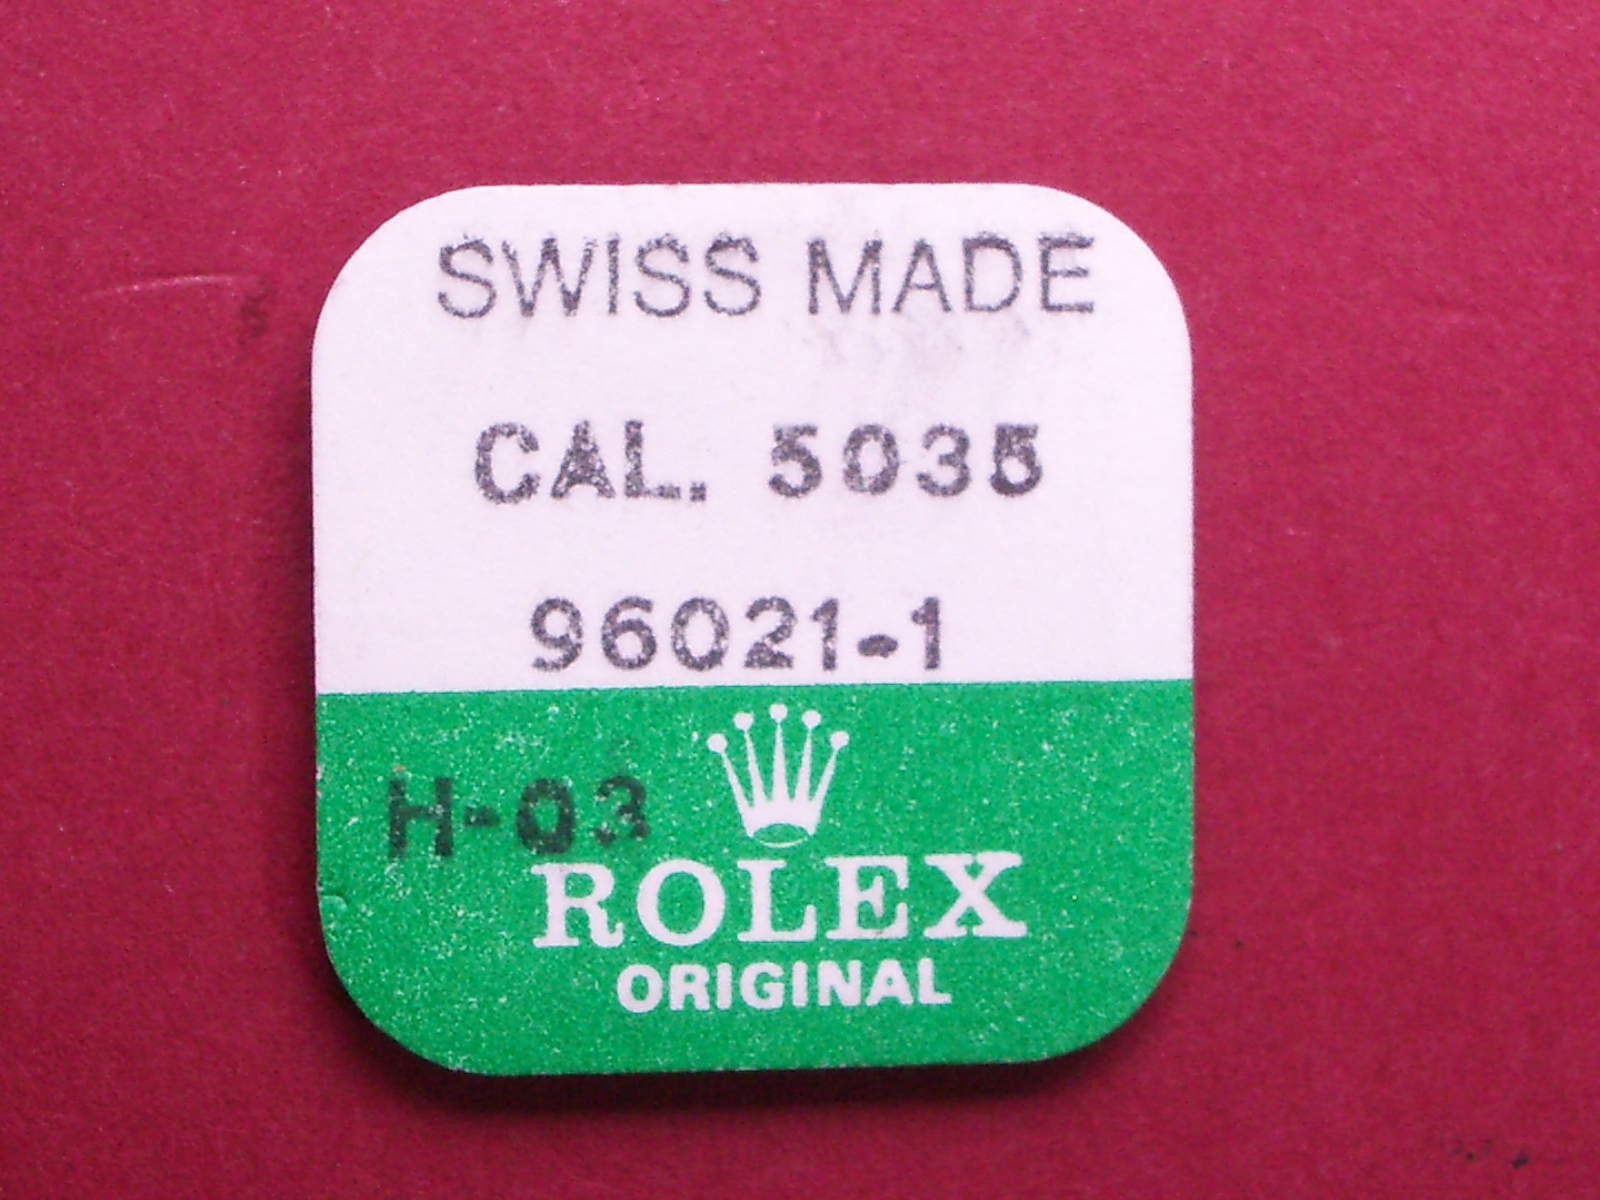 SWISS MADE
CAL. 5035
96021-1
H-03
ROLEX
ORIGINAL